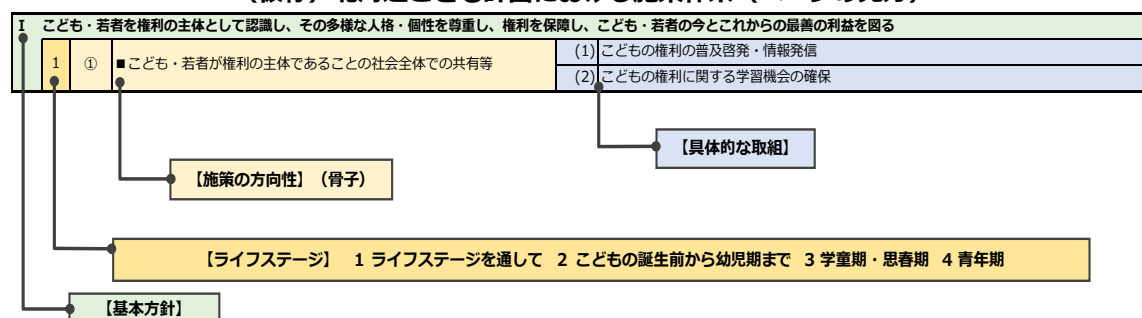 Ⅰ こども・若者を権利の主体として認識し、その多様な人格・個性を尊重し、権利を保障し、こども・若者の今とこれからの最善の利益を図る
1 ① ■こども・若者が権利の主体であることの社会全体での共有等
(1) こどもの権利の普及啓発・情報発信
(2) こどもの権利に関する学習機会の確保
【具体的な取組】
【施策の方向性】（骨子）
【ライフステージ】 1 ライフステージを通して 2 こどもの誕生前から幼児期まで 3 学童期・思春期 4 青年期
【基本方針】